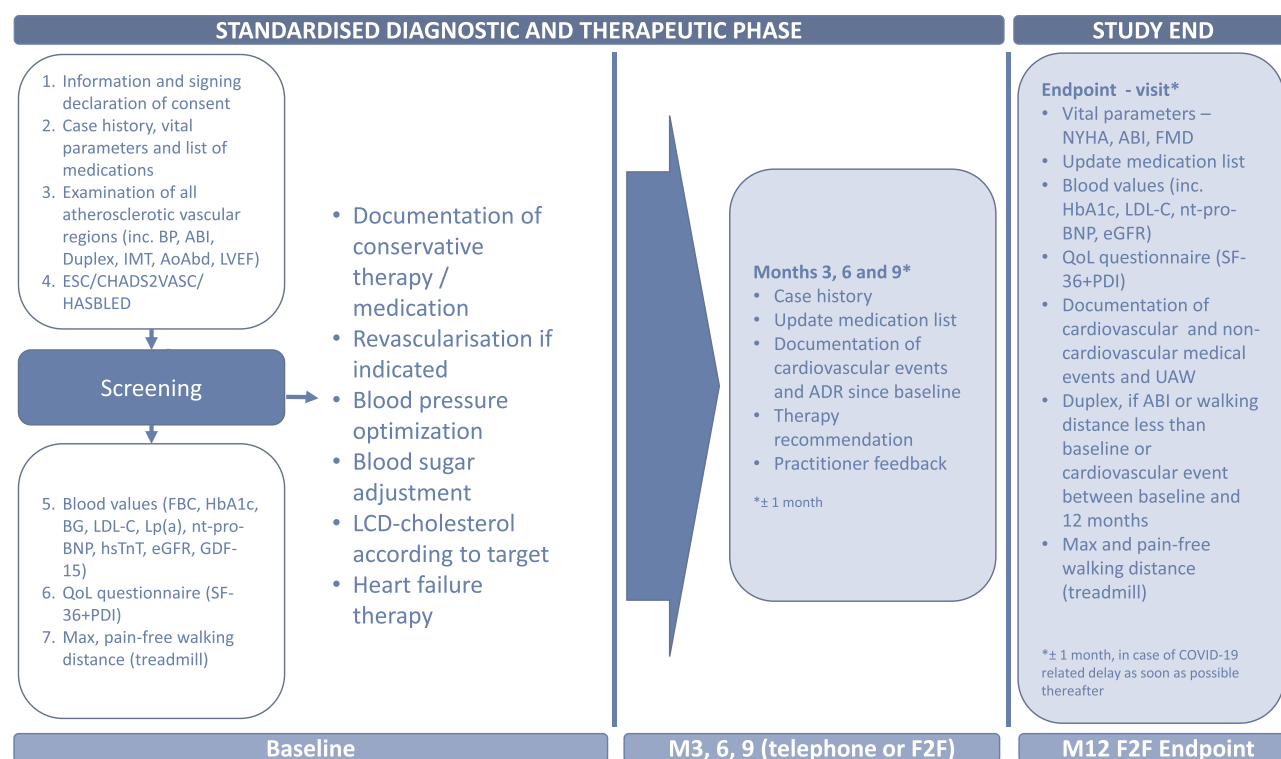 STANDARDISED DIAGNOSTIC AND THERAPEUTIC PHASE
STUDY END
1. Information and signing
declaration of consent
2. Case history, vital
parameters and list of
medications
3. Examination of all
atherosclerotic vascular
regions (inc. BP, ABI,
Duplex, IMT, AoAbd, LVEF)
4. ESC/CHADS2VASC/
HASBLED
Screening
5. Blood values (FBC, HbA1c,
BG, LDL-C, Lp(a), nt-pro-
BNP, hsTnT, eGFR, GDF-
15)
6. QoL questionnaire (SF-
36+PDI)
7. Max, pain-free walking
distance (treadmill)
• Documentation of
conservative
therapy /
medication
• Revascularisation if
indicated
• Blood pressure
optimization
• Blood sugar
adjustment
• LCD-cholesterol
according to target
• Heart failure
therapy
Months 3, 6 and 9*
• Case history
• Update medication list
• Documentation of
cardiovascular events
and ADR since baseline
• Therapy
recommendation
• Practitioner feedback
*± 1 month
Endpoint - visit*
• Vital parameters –
NYHA, ABI, FMD
• Update medication list
• Blood values (inc.
HbA1c, LDL-C, nt-pro-
BNP, eGFR)
• QoL questionnaire (SF-
36+PDI)
• Documentation of
cardiovascular and non-
cardiovascular medical
events and UAW
• Duplex, if ABI or walking
distance less than
baseline or
cardiovascular event
between baseline and
12 months
• Max and pain-free
walking distance
(treadmill)
*± 1 month, in case of COVID-19
related delay as soon as possible
thereafter
Baseline
M3, 6, 9 (telephone or F2F)
M12 F2F Endpoint